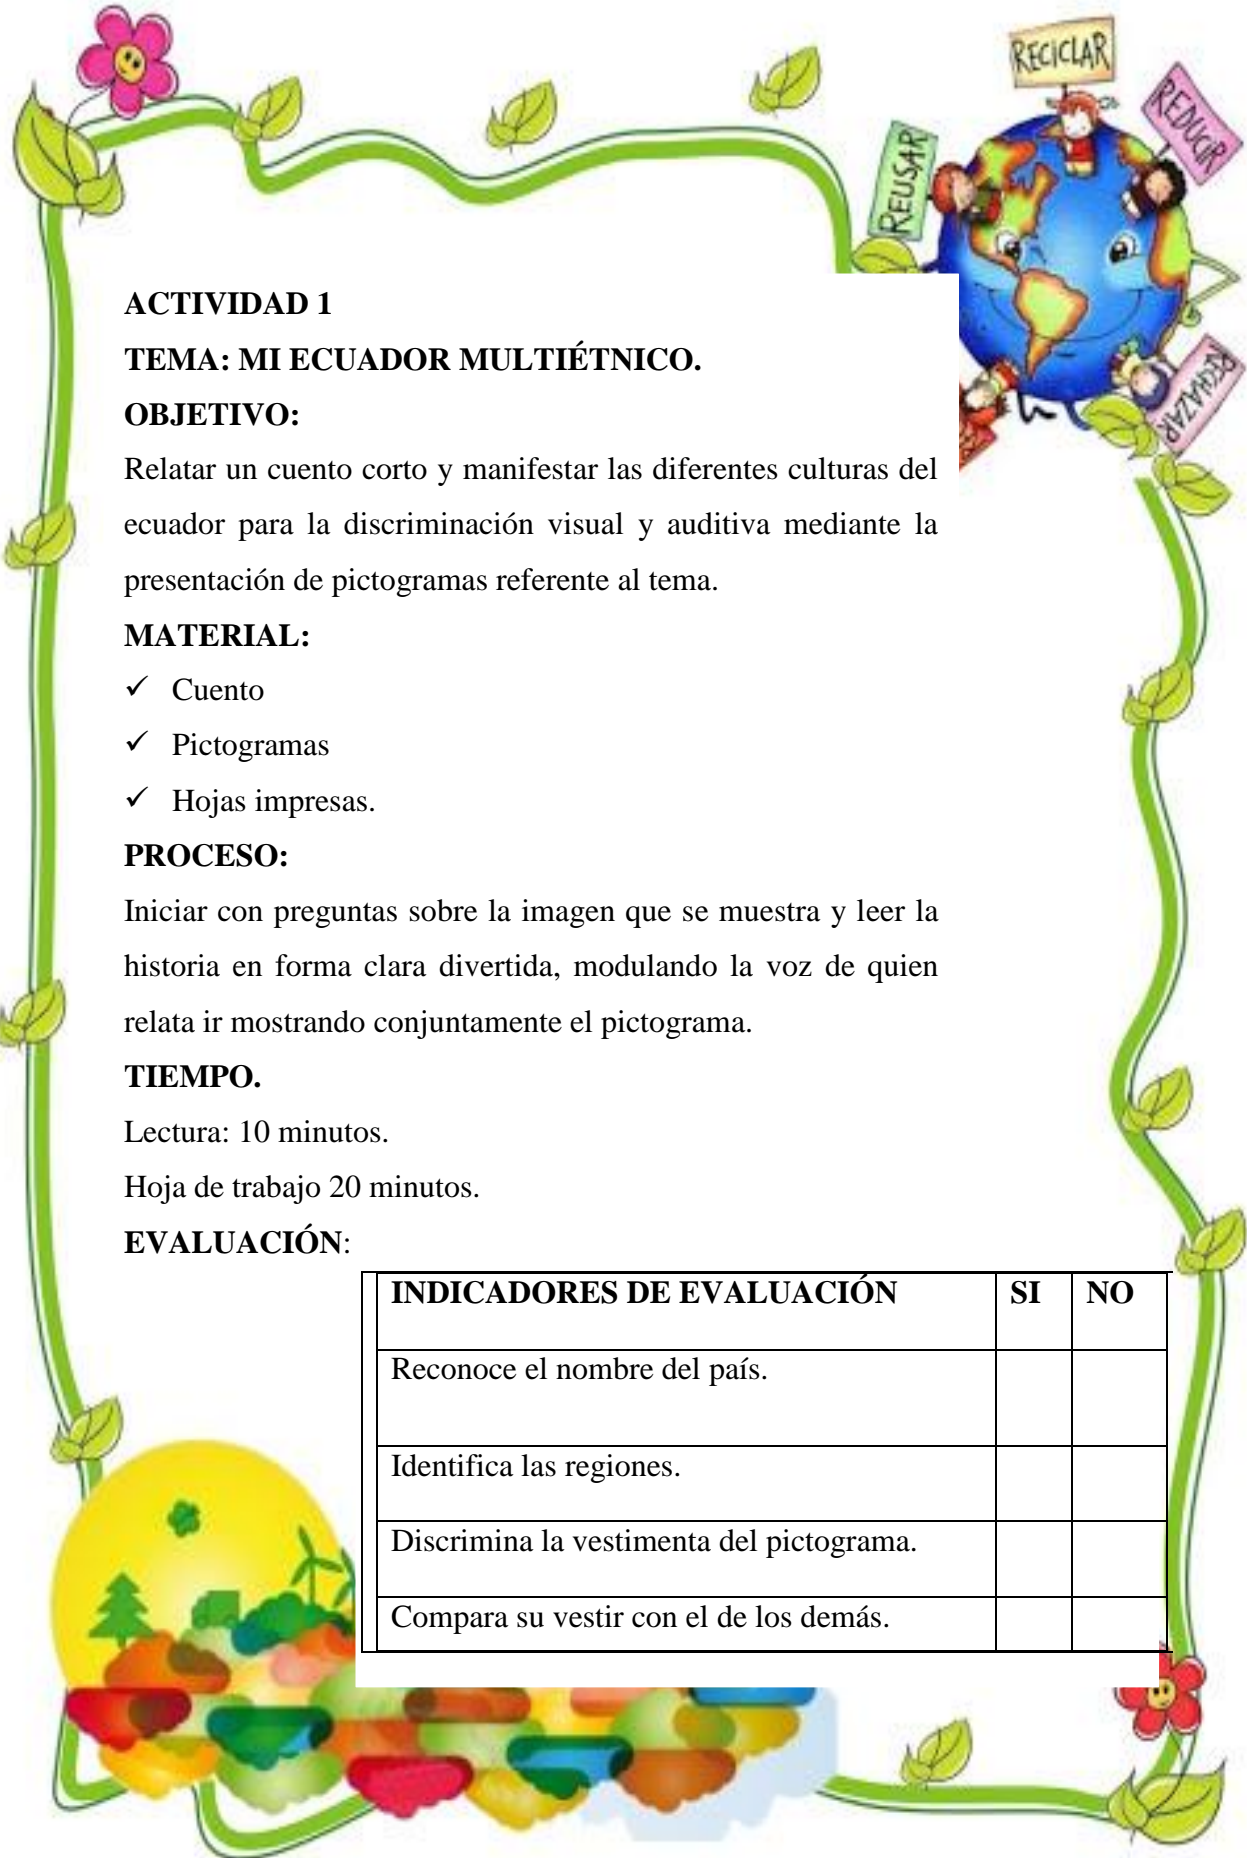 RECICLAR
REDUCIR
REUSAR
RECHAZAR
ACTIVIDAD 1
TEMA: MI ECUADOR MULTIÉTNICO.
OBJETIVO:
Relatar un cuento corto y manifestar las diferentes culturas del
ecuador para la discriminación visual y auditiva mediante la
presentación de pictogramas referente al tema.
MATERIAL:
✓ Cuento
✓ Pictogramas
✓ Hojas impresas.
PROCESO:
Iniciar con preguntas sobre la imagen que se muestra y leer la
historia en forma clara divertida, modulando la voz de quien
relata ir mostrando conjuntamente el pictograma.
TIEMPO.
Lectura: 10 minutos.
Hoja de trabajo 20 minutos.
EVALUACIÓN:
INDICADORES DE EVALUACIÓN SI NO
Reconoce el nombre del país.
Identifica las regiones.
Discrimina la vestimenta del pictograma.
Compara su vestir con el de los demás.